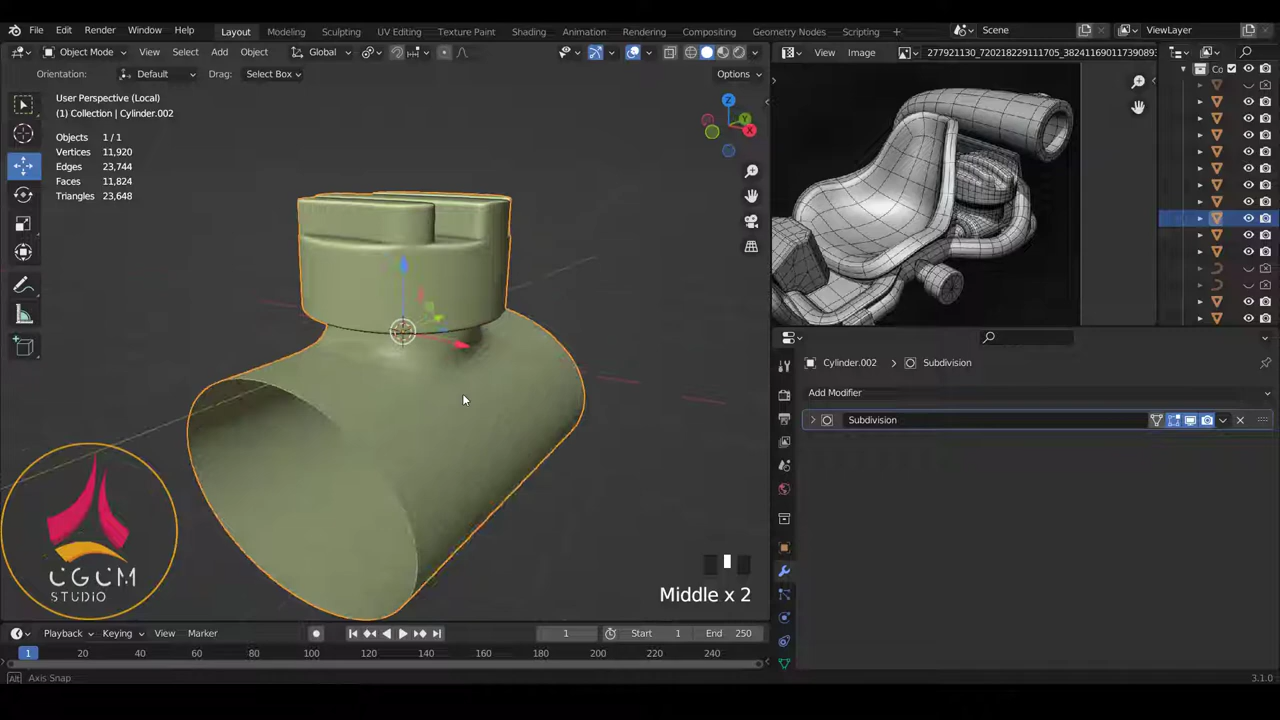 File Edit Render Window Help Layout Modeling Sculpting UV Editing Texture Paint Shading Animation Rendering Compositing Geometry Nodes Scripting Scene ViewLayer
Object Mode View Select Add Object Global View Image 277921130_720218229111705_38241169011739089
Orientation: Default Drag: Select Box Options
User Perspective (Local)
(1) Collection | Cylinder.002
Objects 1 / 1
Vertices 11,920
Edges 23,744
Faces 11,824
Triangles 23,648
Z
Y
X
Co
Cylinder.002 Subdivision
Add Modifier
Subdivision
CGCM
STUDIO
Middle x 2
Playback Keying View Marker 1 Start 1 End 250
1 20 40 60 80 100 120 140 160 180 200 220 240
Alt Axis Snap 3.1.0